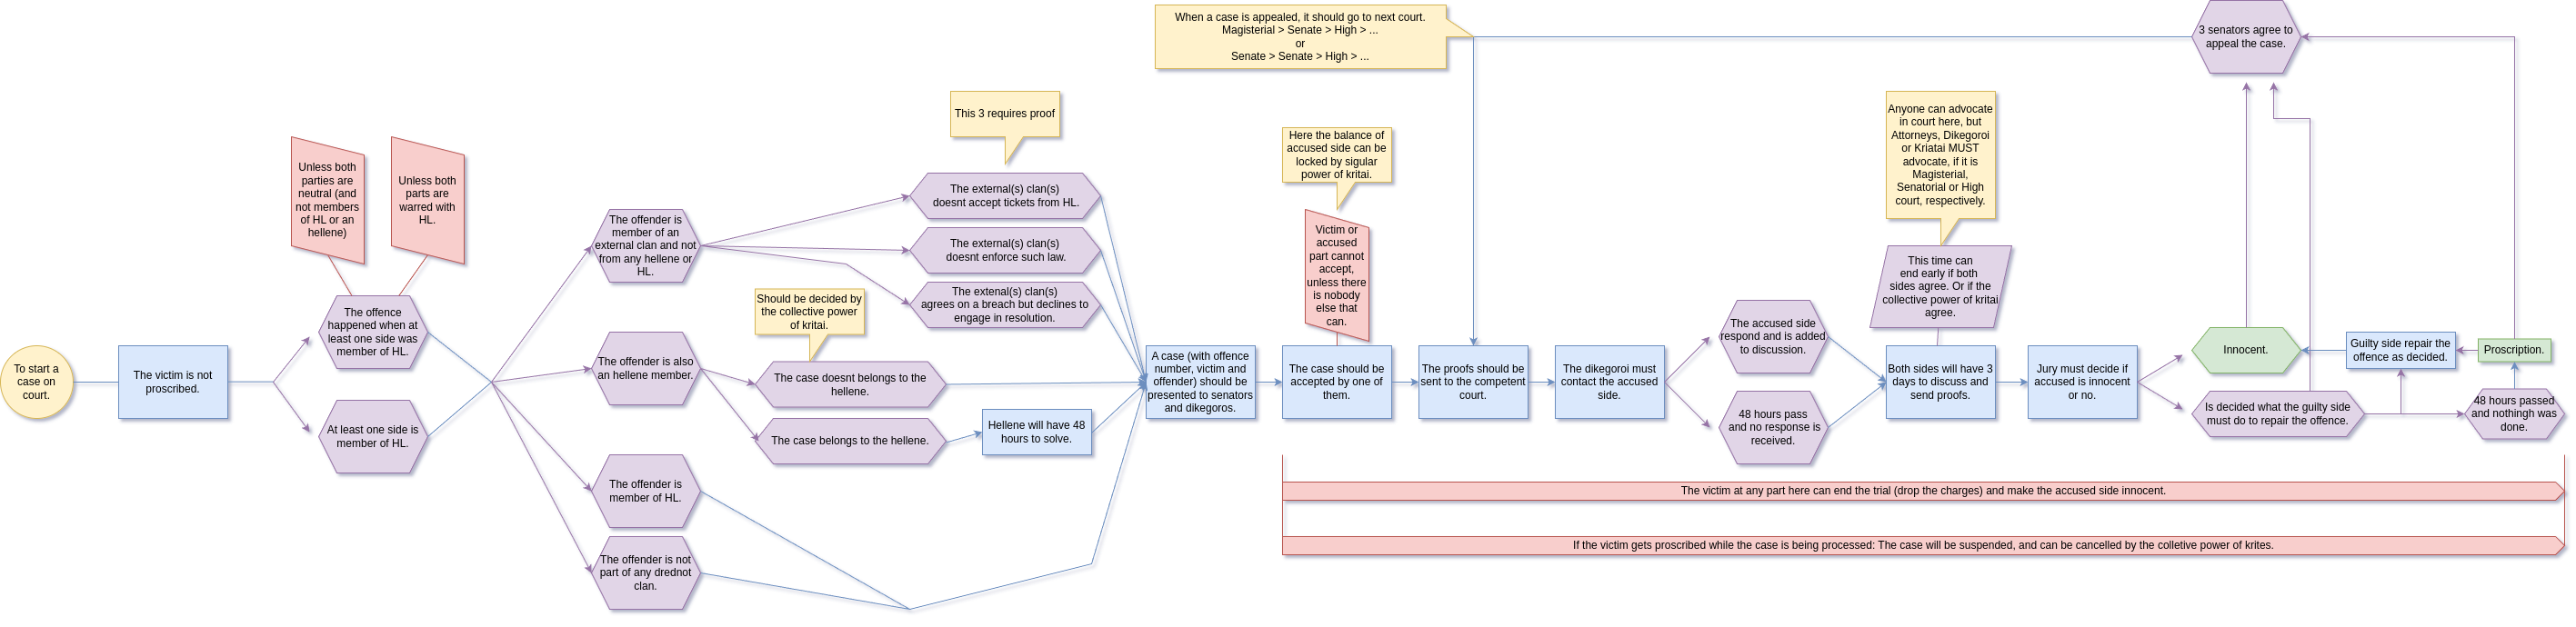 To start a
case on
court.
The victim is not
proscribed.
Unless both
parties are
neutral (and
not members
of HL or an
hellene)
Unless both
parts are
warred with
HL.
The offence
happened when at
least one side was
member of HL.
At least one side is
member of HL.
The offender is
member of an
external clan and not
from any hellene or
HL.
The offender is also
an hellene member.
The offender is
member of HL.
The offender is not
part of any drednot
clan.
This 3 requires proof
The external(s) clan(s)
doesnt accept tickets from HL.
The external(s) clan(s)
doesnt enforce such law.
The extenal(s) clan(s)
agrees on a breach but declines to
engage in resolution.
Should be decided by
the collective power
of kritai.
The case doesnt belongs to the
hellene.
The case belongs to the hellene.
Hellene will have 48
hours to solve.
A case (with offence
number, victim and
offender) should be
presented to senators
and dikegoros.
When a case is appealed, it should go to next court.
Magisterial > Senate > High > ...
or
Senate > Senate > High > ...
Here the balance of
accused side can be
locked by sigular
power of kritai.
Victim or
accused
part cannot
accept,
unless there
is nobody
else that
can.
The case should be
accepted by one of
them.
The proofs should be
sent to the competent
court.
The dikegoroi must
contact the accused
side.
The accused side
respond and is added
to discussion.
48 hours pass
and no response is
received.
Anyone can advocate
in court here, but
Attorneys, Dikegoroi
or Kriatai MUST
advocate, if it is
Magisterial,
Senatorial or High
court, respectively.
This time can
end early if both
sides agree. Or if the
collective power of kritai
agree.
Both sides will have 3
days to discuss and
send proofs.
Jury must decide if
accused is innocent
or no.
3 senators agree to
appeal the case.
Innocent.
Is decided what the guilty side
must do to repair the offence.
Guilty side repair the
offence as decided.
Proscription.
48 hours passed
and nothingh was
done.
The victim at any part here can end the trial (drop the charges) and make the accused side innocent.
If the victim gets proscribed while the case is being processed: The case will be suspended, and can be cancelled by the colletive power of krites.